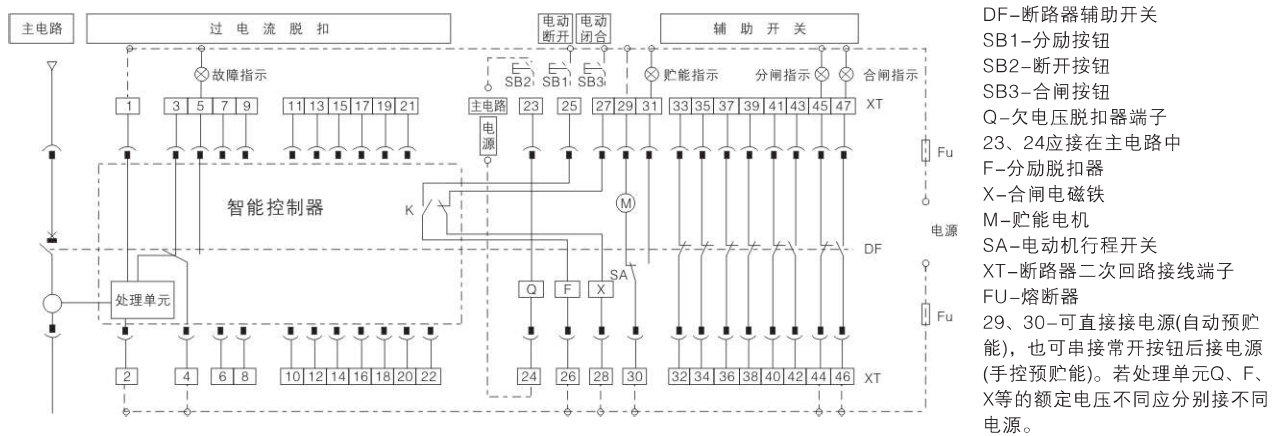 主电路
过电流脱扣
电动断开
电动闭合
辅助开关
故障指示
SB2
SB1
SB3
贮能指示
分闸指示
合闸指示
1 3 5 7 9 11 13 15 17 19 21 主电路 23 25 27 29 31 33 35 37 39 41 43 45 47 XT
电源
Fu
智能控制器
K
M
电源
DF
SA
处理单元
Q F X
Fu
2 4 6 8 10 12 14 16 18 20 22 24 26 28 30 32 34 36 38 40 42 44 46 XT
DF-断路器辅助开关
SB1-分励按钮
SB2-断开按钮
SB3-合闸按钮
Q-欠电压脱扣器端子
23、24应接在主电路中
F-分励脱扣器
X-合闸电磁铁
M-贮能电机
SA-电动机行程开关
XT-断路器二次回路接线端子
FU-熔断器
29、30-可直接接电源(自动预贮
能)，也可串接常开按钮后接电源
(手控预贮能)。若处理单元Q、F、
X等的额定电压不同应分别接不同
电源。